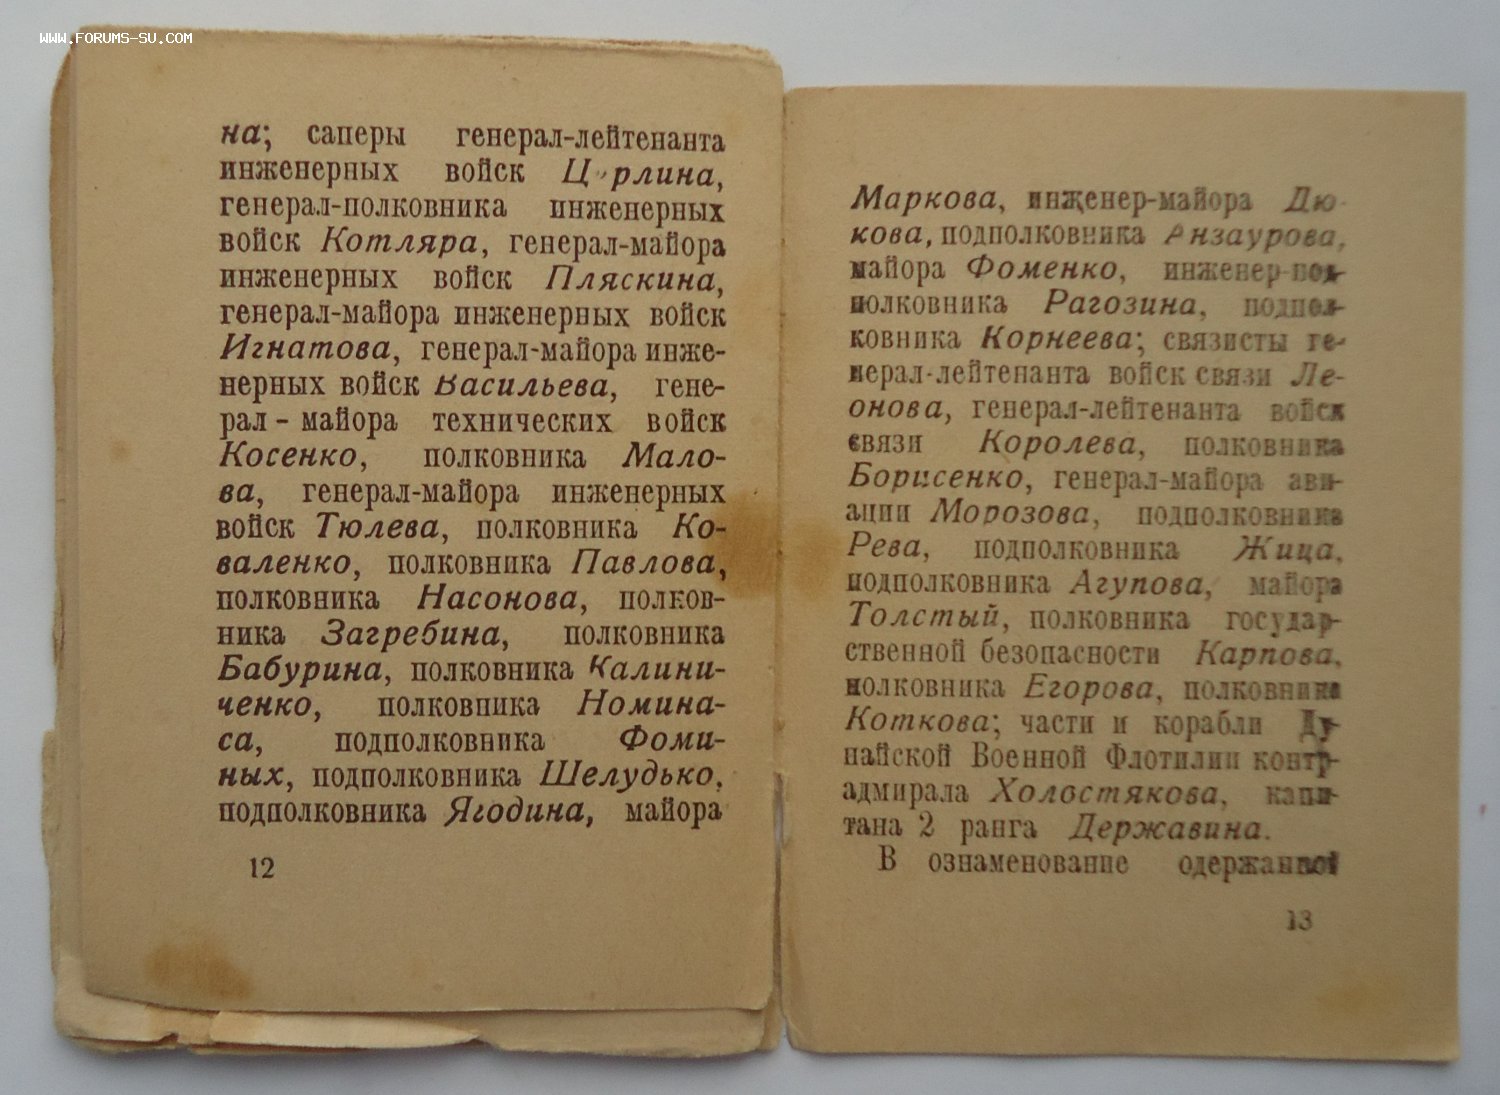 WWW.FORUMS-SU.COM
на; саперы генерал-лейтенанта
инженерных войск
генерал-полковника инженерных
войск Котляра, генерал-майора
инженерных войск Пляскина,
генерал-майора инженерных войск
Игнатова, генерал-майора инже-
нерных войск Васильева, гене-
рал - майора технических войск
Косенко, полковника Мало-
ва, генерал-майора инженерных
войск Тюлева, полковника Ко-
валенко, полковника Павлова,
полковника Насонова, полков-
ника Загребина, полковника
Бабурина, полковника Калини-
ченко, полковника Номина-
са, подполковника Фоми-
ных, подполковника Шелудько,
подполковника Ягодина, майора
12
Маркова, инженер-майора Дю-
кова, подполковника Анзаурова,
майора Фоменко, инженер-под-
полковника Рагозина, подпол-
ковника Корнеева; связисты ге-
нерал-лейтенанта войск связи Ле-
онова, генерал-лейтенанта войск
связи Королева, полковника
Борисенко, генерал-майора ави-
ации Морозова, подполковника
Рева, подполковника Жица,
подполковника Агупова, майора
Толстый, полковника государ-
ственной безопасности Карпова,
полковника Егорова, полковника
Коткова; части и корабли Ду-
найской Военной Флотилии контр-
адмирала Холостякова, капи-
тана 2 ранга Державина.
В ознаменование одержанной
13